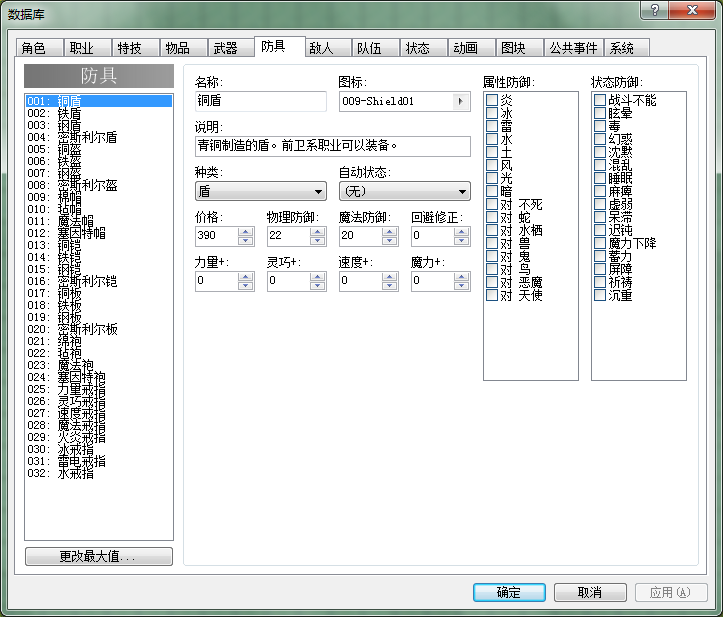 数据库
角色 职业 特技 物品 武器 防具 敌人 队伍 状态 动画 图块 公共事件 系统
防具
001: 铜盾
002: 铁盾
003: 钢盾
004: 密斯利尔盾
005: 铜盔
006: 铁盔
007: 钢盔
008: 密斯利尔盔
009: 棉帽
010: 毡帽
011: 魔法帽
012: 塞因特帽
013: 铜铠
014: 铁铠
015: 钢铠
016: 密斯利尔铠
017: 铜板
018: 铁板
019: 钢板
020: 密斯利尔板
021: 绵袍
022: 毡袍
023: 魔法袍
024: 塞因特袍
025: 力量戒指
026: 灵巧戒指
027: 速度戒指
028: 魔法戒指
029: 火炎戒指
030: 冰戒指
031: 雷电戒指
032: 水戒指
更改最大值...
名称: 图标:
铜盾 009-Shield01
说明:
青铜制造的盾。前卫系职业可以装备。
种类: 自动状态:
盾 (无)
价格: 物理防御: 魔法防御: 回避修正:
390 22 20 0
力量+: 灵巧+: 速度+: 魔力+:
0 0 0 0
属性防御:
炎
冰
雷
水
土
风
光
暗
对 不死
对 蛇
对 水栖
对 兽
对 鬼
对 鸟
对 恶魔
对 天使
状态防御:
战斗不能
眩晕
毒
幻惑
沈默
混乱
睡眠
麻痺
虚弱
呆滞
迟钝
魔力下降
蓄力
屏障
祈祷
沉重
确定 取消 应用(A)